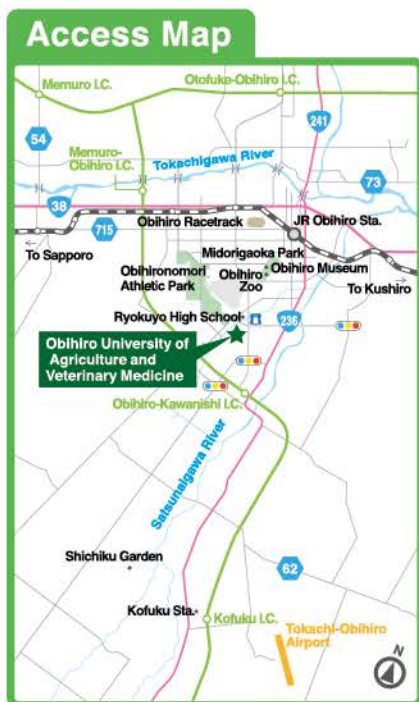 Access Map
Memuro I.C.
Otofuke-Obihiro I.C.
241
54
Memuro-
Obihiro I.C.
Tokachigawa River
73
38
Obihiro Racetrack
JR Obihiro Sta.
715
To Sapporo
Midorigaoka Park
Obihironomori
Athletic Park
Obihiro
Zoo
Obihiro Museum
To Kushiro
Ryokuyo High School
236
Obihiro University of
Agriculture and
Veterinary Medicine
Obihiro-Kawanishi I.C.
Satsunaigawa River
Shichiku Garden
62
Kofuku Sta.
Kofuku I.C.
Tokachi-Obihiro
Airport
N